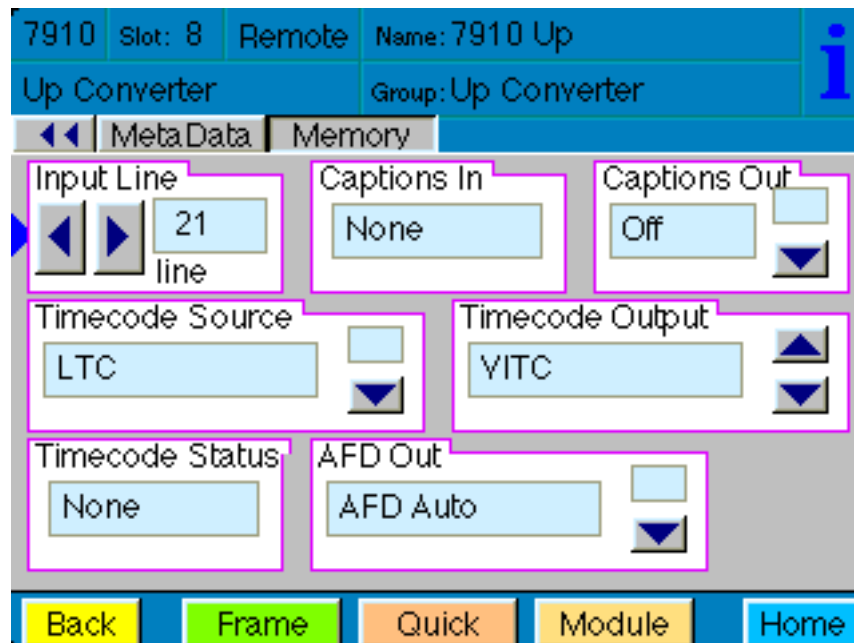 7910 Slot: 8 Remote Name: 7910 Up
i
Up Converter Group: Up Converter
MetaData Memory
Input Line Captions In Captions Out
21 None Off
line
Timecode Source Timecode Output
LTC VITC
Timecode Status AFD Out
None AFD Auto
Back Frame Quick Module Home